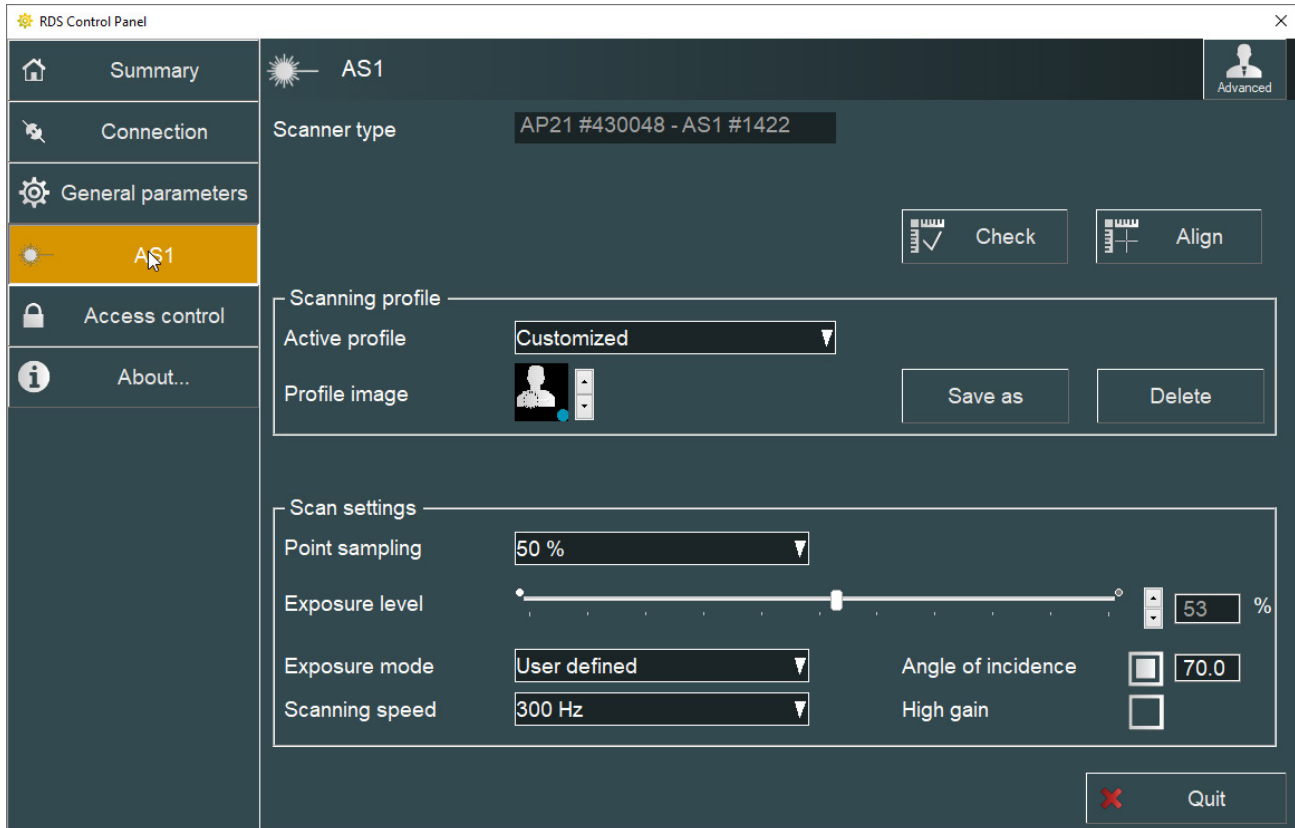 RDS Control Panel
Summary
Connection
General parameters
AS1
Access control
About...
AS1
Advanced
Scanner type AP21 #430048 - AS1 #1422
Check Align
Scanning profile
Active profile Customized
Profile image Save as Delete
Scan settings
Point sampling 50 %
Exposure level 53 %
Exposure mode User defined Angle of incidence 70.0
Scanning speed 300 Hz High gain
Quit